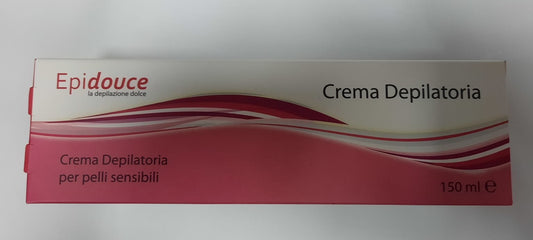 Epidouce
la depilazione dolce
Crema Depilatoria
Crema Depilatoria
per pelli sensibili
150 ml ℮